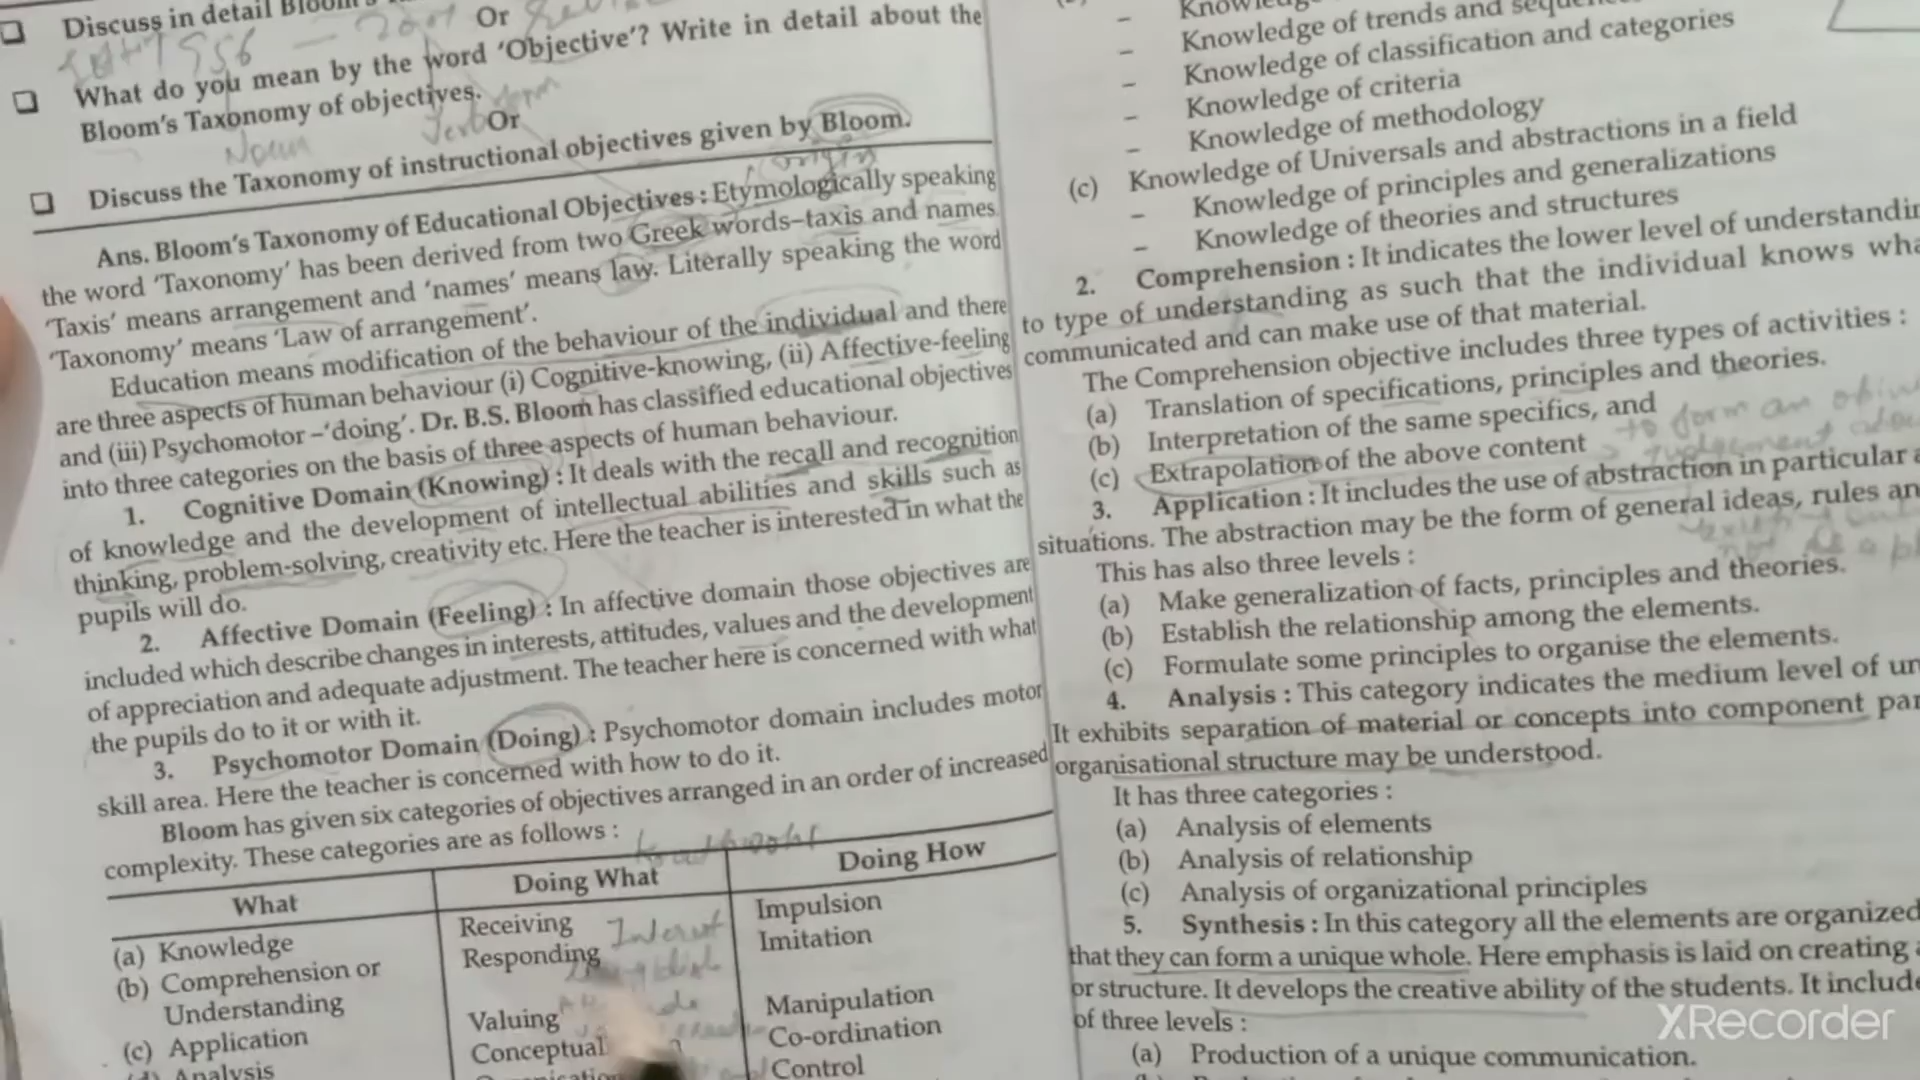 Discuss in detail Bloom's
Or
What do you mean by the word 'Objective'? Write in detail about the
Bloom's Taxonomy of objectives.
Noun
Verb
Or
Discuss the Taxonomy of instructional objectives given by Bloom.
(origin
Ans. Bloom's Taxonomy of Educational Objectives : Etymologically speaking
the word 'Taxonomy' has been derived from two Greek words–taxis and names
'Taxis' means arrangement and 'names' means law. Literally speaking the word
'Taxonomy' means 'Law of arrangement'.
Education means modification of the behaviour of the individual and there
are three aspects of human behaviour (i) Cognitive-knowing, (ii) Affective-feeling
and (iii) Psychomotor –'doing'. Dr. B.S. Bloom has classified educational objectives
into three categories on the basis of three aspects of human behaviour.
1. Cognitive Domain (Knowing) : It deals with the recall and recognition
of knowledge and the development of intellectual abilities and skills such as
thinking, problem-solving, creativity etc. Here the teacher is interested in what the
pupils will do.
2. Affective Domain (Feeling) : In affective domain those objectives are
included which describe changes in interests, attitudes, values and the development
of appreciation and adequate adjustment. The teacher here is concerned with what
the pupils do to it or with it.
3. Psychomotor Domain (Doing) : Psychomotor domain includes motor
skill area. Here the teacher is concerned with how to do it.
Bloom has given six categories of objectives arranged in an order of increased
complexity. These categories are as follows :
What Doing What Doing How
(a) Knowledge Receiving Interest Impulsion
(b) Comprehension or Responding Imitation
Understanding Valuing Manipulation
(c) Application Conceptual Co-ordination
(d) Analysis Control
Knowledge of trends and
Knowledge of classification and categories
Knowledge of criteria
Knowledge of methodology
(c) Knowledge of Universals and abstractions in a field
– Knowledge of principles and generalizations
– Knowledge of theories and structures
2. Comprehension : It indicates the lower level of
to type of understanding as such that the individual knows
communicated and can make use of that material.
The Comprehension objective includes three types of activities :
(a) Translation of specifications, principles and theories.
(b) Interpretation of the same specifics, and
to form an
(c) Extrapolation of the above content
3. Application : It includes the use of abstraction in particular
situations. The abstraction may be the form of general ideas, rules
This has also three levels :
(a) Make generalization of facts, principles and theories.
(b) Establish the relationship among the elements.
(c) Formulate some principles to organise the elements.
4. Analysis : This category indicates the medium level of
It exhibits separation of material or concepts into component
organisational structure may be understood.
It has three categories :
(a) Analysis of elements
(b) Analysis of relationship
(c) Analysis of organizational principles
5. Synthesis : In this category all the elements are organized
that they can form a unique whole. Here emphasis is laid on creating
or structure. It develops the creative ability of the students. It
of three levels :
(a) Production of a unique communication.
XRecorder